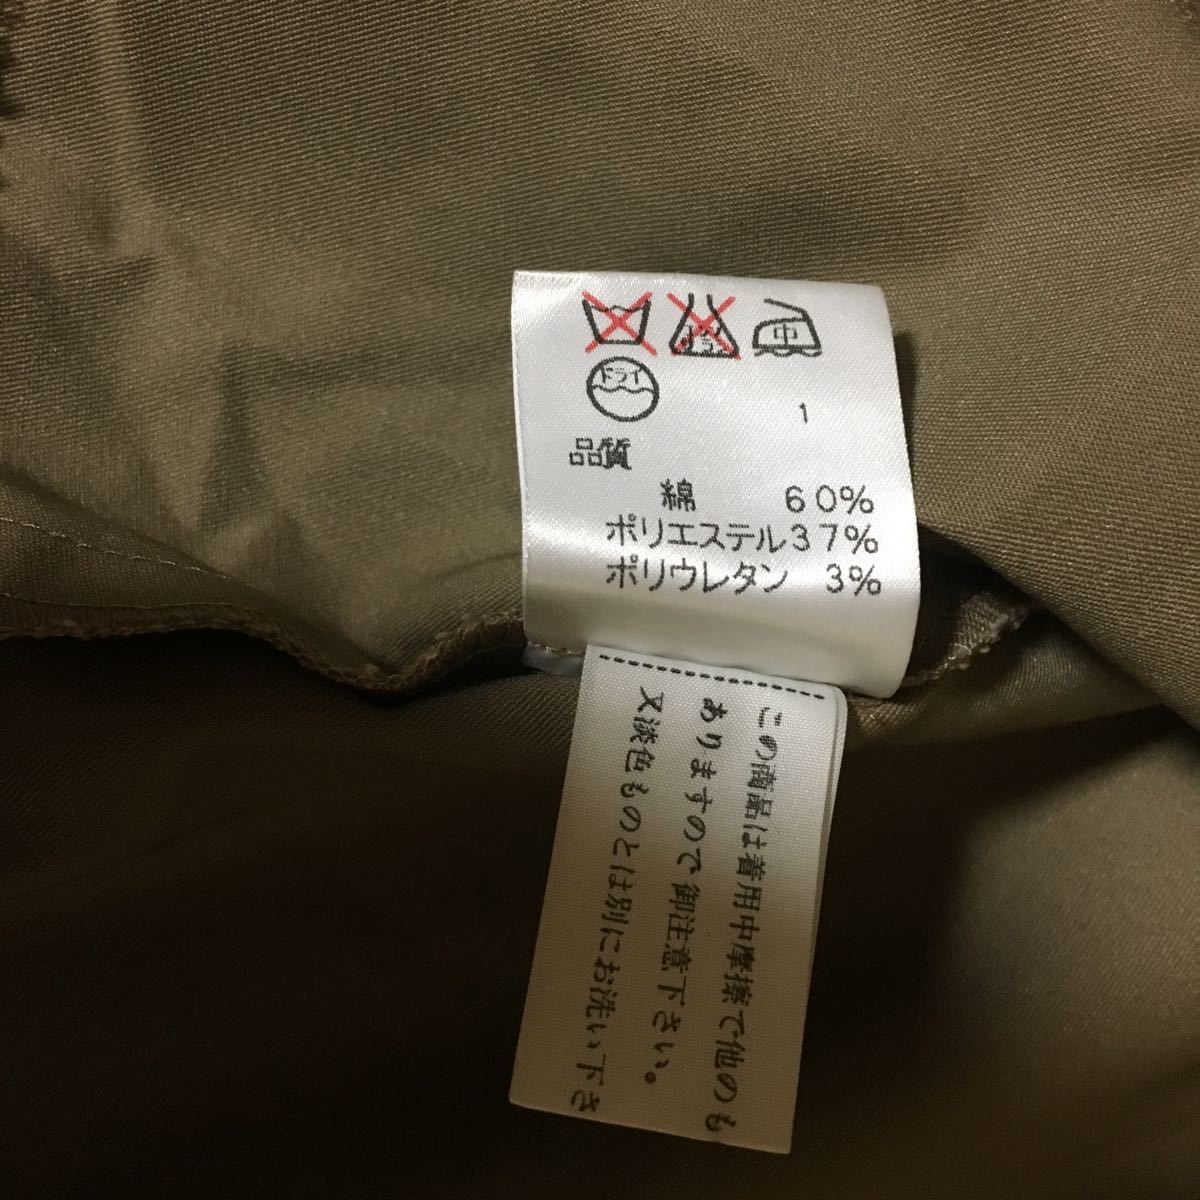 中
ドライ
1
品質
綿 60%
ポリエステル37%
ポリウレタン 3%
この商品は着用中摩擦で他のも
ありますので御注意下さい。
又淡色ものとは別にお洗い下さ